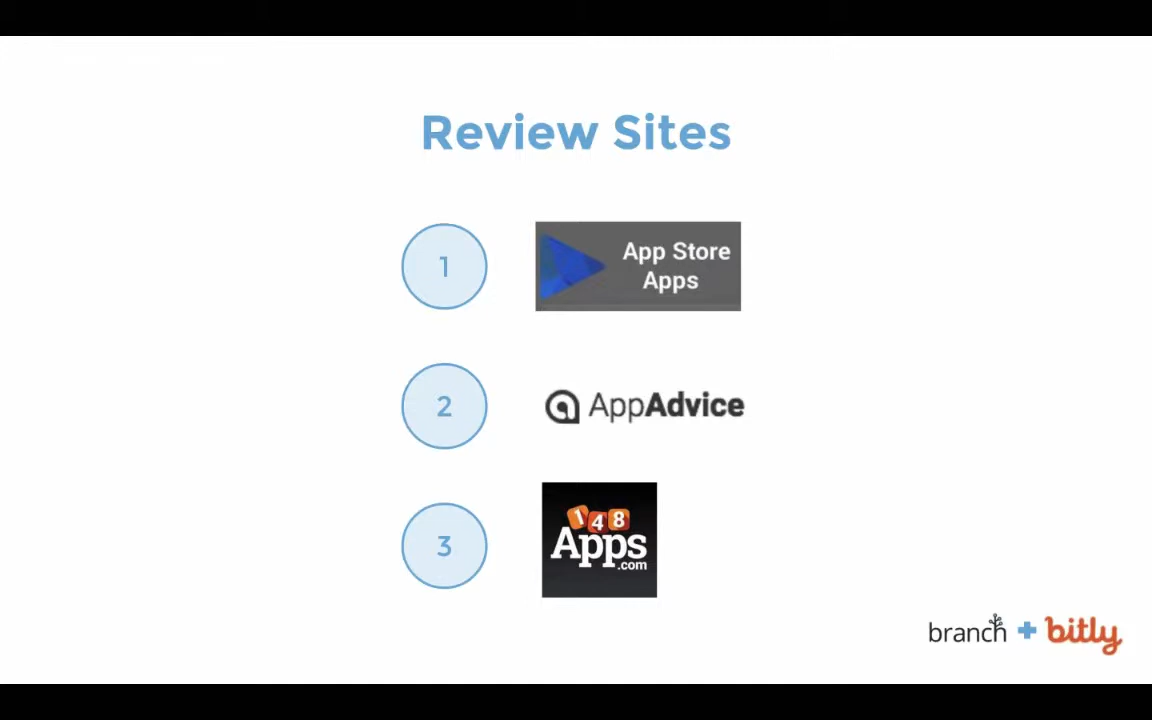 Review Sites
1
App Store
Apps
2
AppAdvice
3
148
Apps
.com
branch + bitly